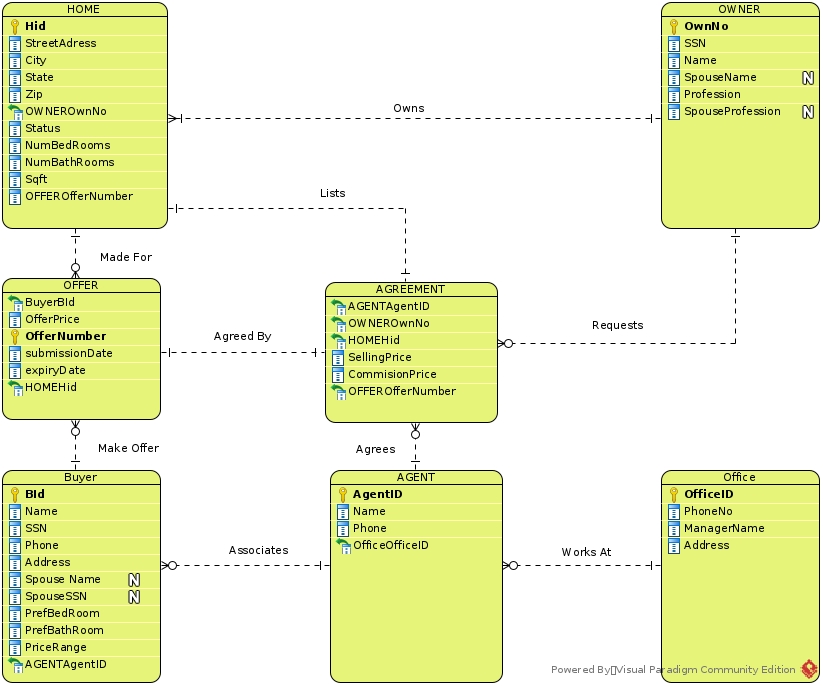 HOME
Hid
StreetAdress
City
State
Zip
OWNEROwnNo
Status
NumBedRooms
NumBathRooms
Sqft
OFFEROfferNumber
OWNER
OwnNo
SSN
Name
SpouseName N
Profession
SpouseProfession N
Owns
Lists
Made For
OFFER
BuyerBId
OfferPrice
OfferNumber
submissionDate
expiryDate
HOMEHid
Agreed By
AGREEMENT
AGENTAgentID
OWNEROwnNo
HOMEHid
SellingPrice
CommisionPrice
OFFEROfferNumber
Requests
Make Offer
Agrees
Buyer
BId
Name
SSN
Phone
Address
Spouse Name N
SpouseSSN N
PrefBedRoom
PrefBathRoom
PriceRange
AGENTAgentID
Associates
AGENT
AgentID
Name
Phone
OfficeOfficeID
Works At
Office
OfficeID
PhoneNo
ManagerName
Address
Powered By Visual Paradigm Community Edition